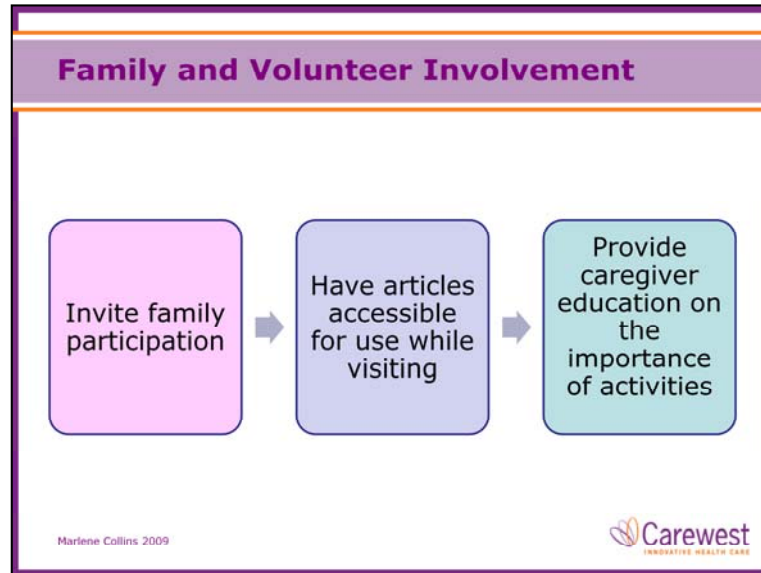 Family and Volunteer Involvement
Invite family
participation
Have articles
accessible
for use while
visiting
Provide
caregiver
education on
the
importance
of activities
Marlene Collins 2009
Carewest
INNOVATIVE HEALTH CARE